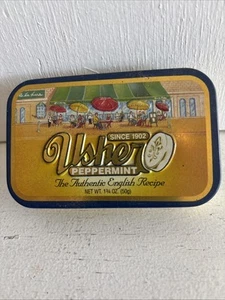 SINCE 1902
Usher
PEPPERMINT
The Authentic English Recipe
NET WT. 1¾ OZ. (50g)